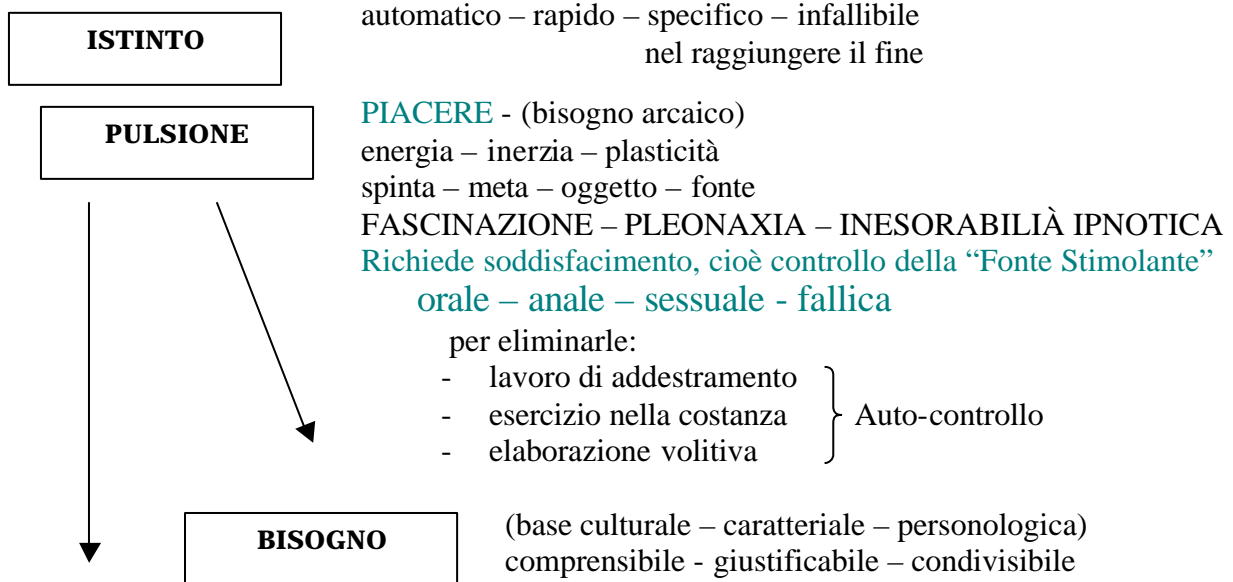 automatico – rapido – specifico – infallibile
ISTINTO
nel raggiungere il fine
PIACERE - (bisogno arcaico)
PULSIONE
energia – inerzia – plasticità
spinta – meta – oggetto – fonte
FASCINAZIONE – PLEONAXIA – INESORABILIÀ IPNOTICA
Richiede soddisfacimento, cioè controllo della “Fonte Stimolante”
orale – anale – sessuale - fallica
per eliminarle:
- lavoro di addestramento
- esercizio nella costanza
Auto-controllo
- elaborazione volitiva
(base culturale – caratteriale – personologica)
BISOGNO
comprensibile - giustificabile – condivisibile